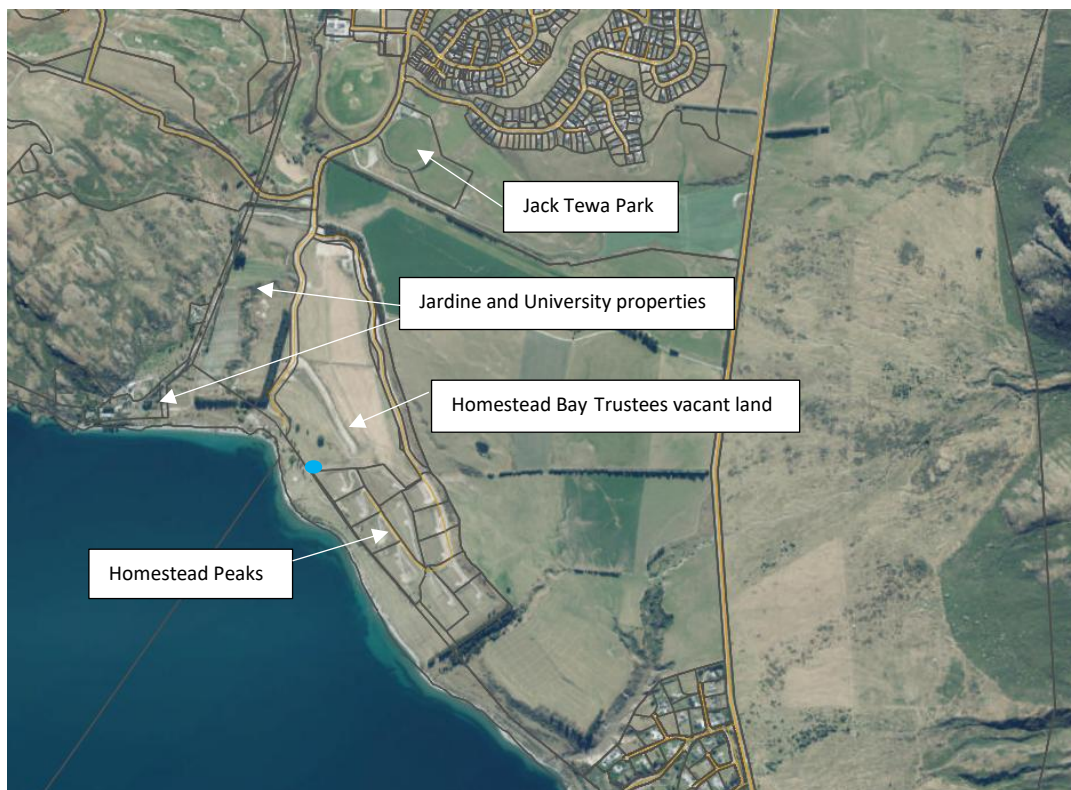 Jack Tewa Park
Jardine and University properties
Homestead Bay Trustees vacant land
Homestead Peaks